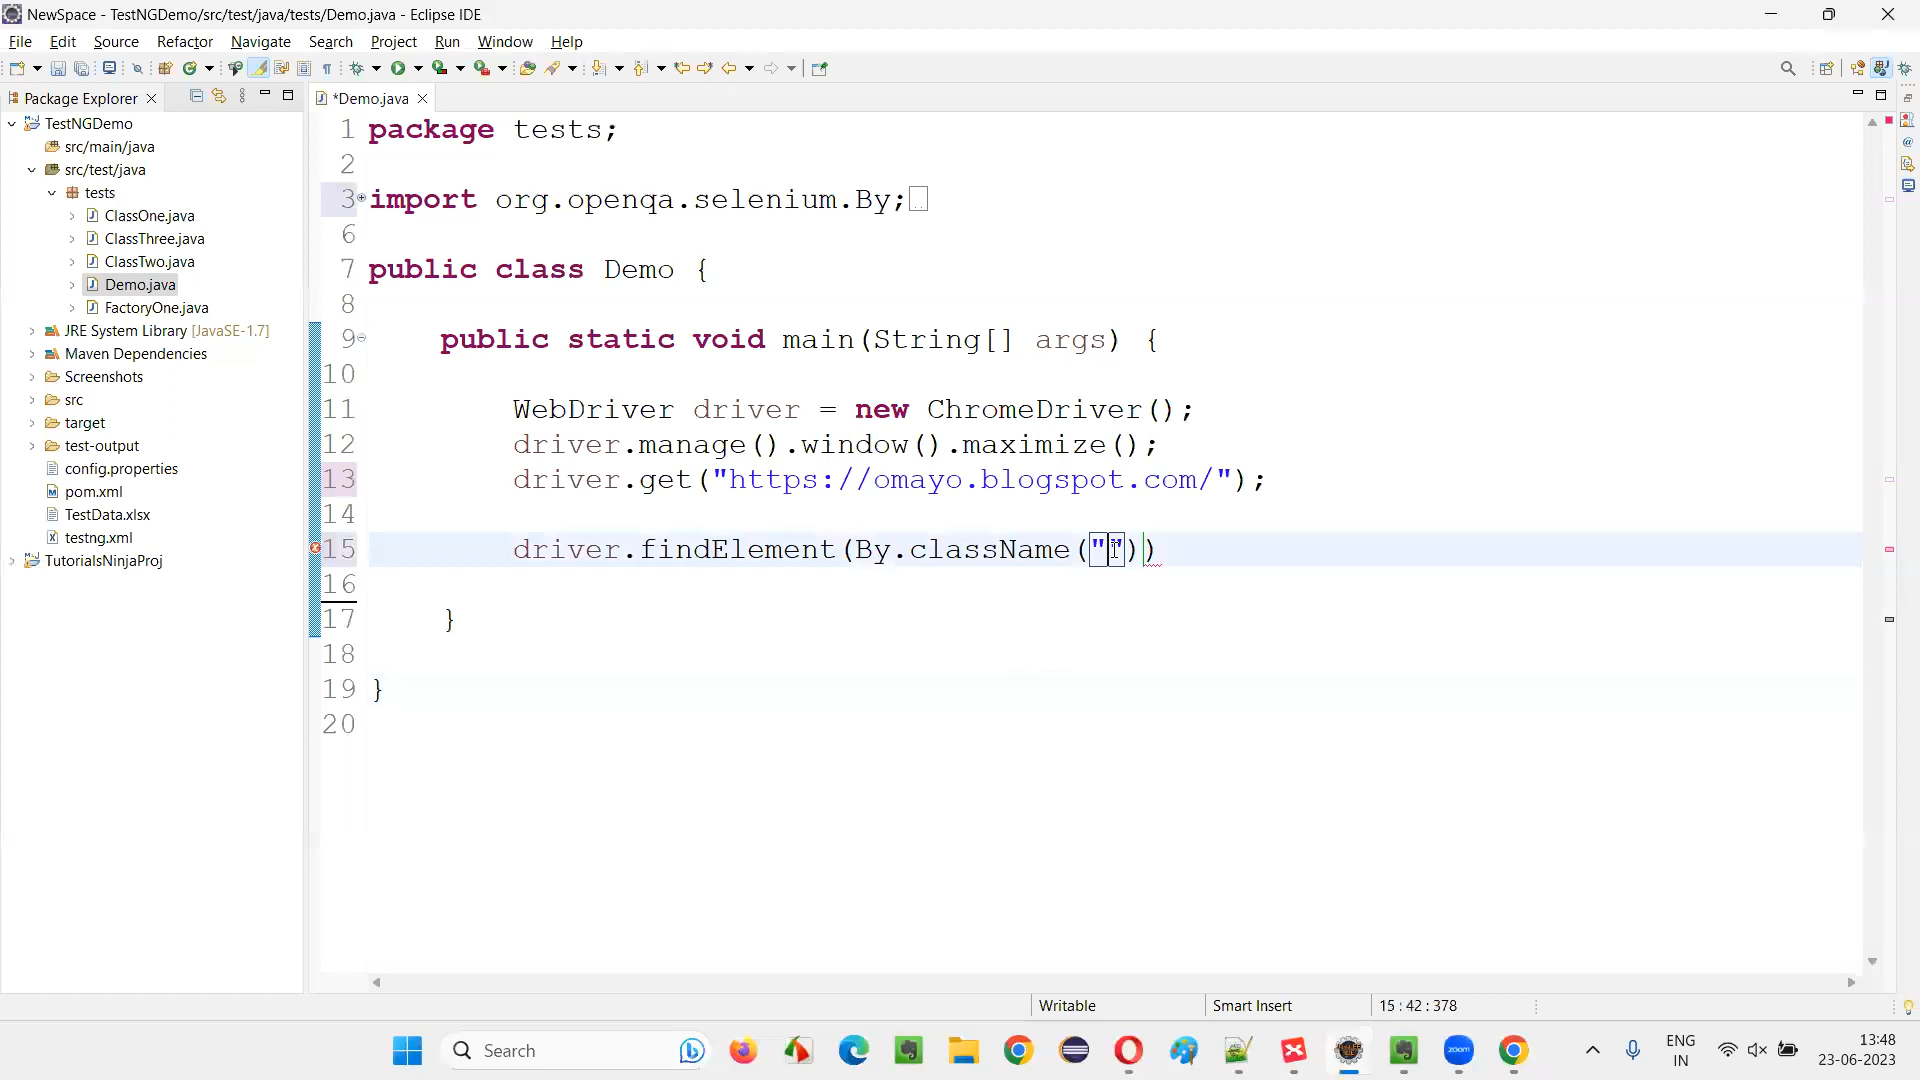 NewSpace - TestNGDemo/src/test/java/tests/Demo.java - Eclipse IDE
File Edit Source Refactor Navigate Search Project Run Window Help
Package Explorer
*Demo.java
TestNGDemo
src/main/java
src/test/java
tests
ClassOne.java
ClassThree.java
ClassTwo.java
Demo.java
FactoryOne.java
JRE System Library [JavaSE-1.7]
Maven Dependencies
Screenshots
src
target
test-output
config.properties
pom.xml
TestData.xlsx
testng.xml
TutorialsNinjaProj
1 package tests;
2
3 import org.openqa.selenium.By;
6
7 public class Demo {
8
9 public static void main(String[] args) {
10
11 WebDriver driver = new ChromeDriver();
12 driver.manage().window().maximize();
13 driver.get("https://omayo.blogspot.com/");
14
15 driver.findElement(By.className(""))
16
17 }
18
19 }
20
Writable Smart Insert 15 : 42 : 378
Search
zoom
ENG
IN
13:48
23-06-2023